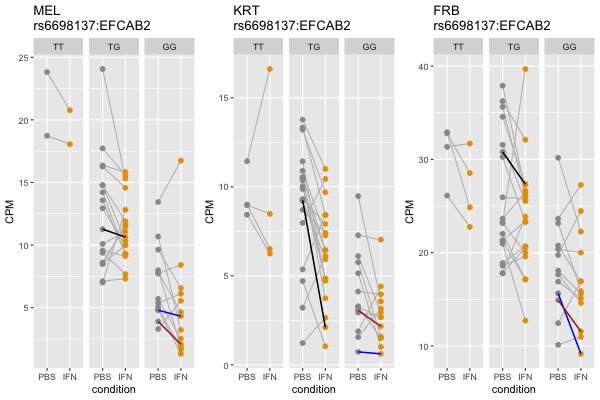 MEL
rs6698137:EFCAB2
TT TG GG
CPM
25
20
15
10
5
PBS IFN PBS IFN PBS IFN
condition
KRT
rs6698137:EFCAB2
TT TG GG
CPM
15
10
5
0
PBS IFN PBS IFN PBS IFN
condition
FRB
rs6698137:EFCAB2
TT TG GG
CPM
40
30
20
10
PBS IFN PBS IFN PBS IFN
condition